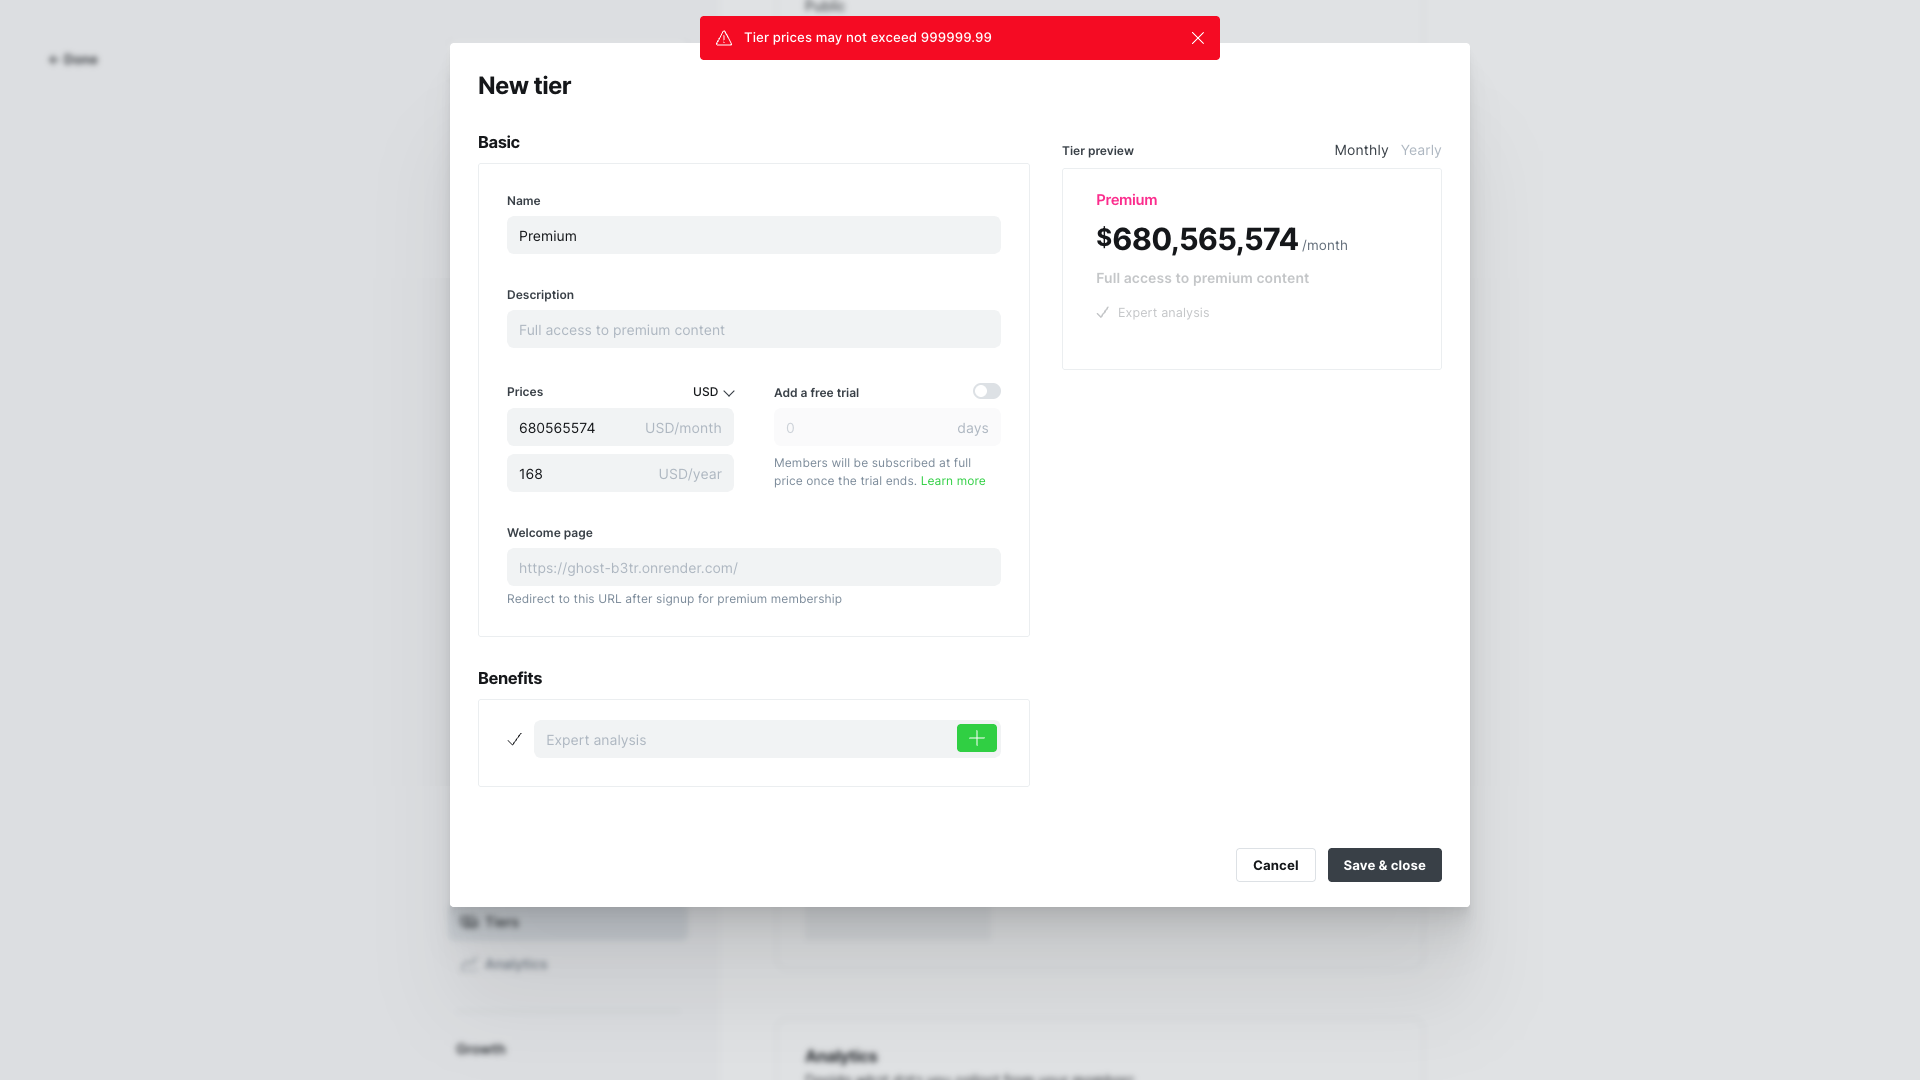 Public
Tier prices may not exceed 999999.99
← Done
New tier
Basic
Name
Premium
Description
Full access to premium content
Prices
USD
680565574 USD/month
168 USD/year
Add a free trial
0 days
Members will be subscribed at full
price once the trial ends. Learn more
Welcome page
https://ghost-b3tr.onrender.com/
Redirect to this URL after signup for premium membership
Benefits
Expert analysis
Tier preview
Monthly Yearly
Premium
$680,565,574 /month
Full access to premium content
Expert analysis
Cancel
Save & close
Tiers
Analytics
Growth
Analytics